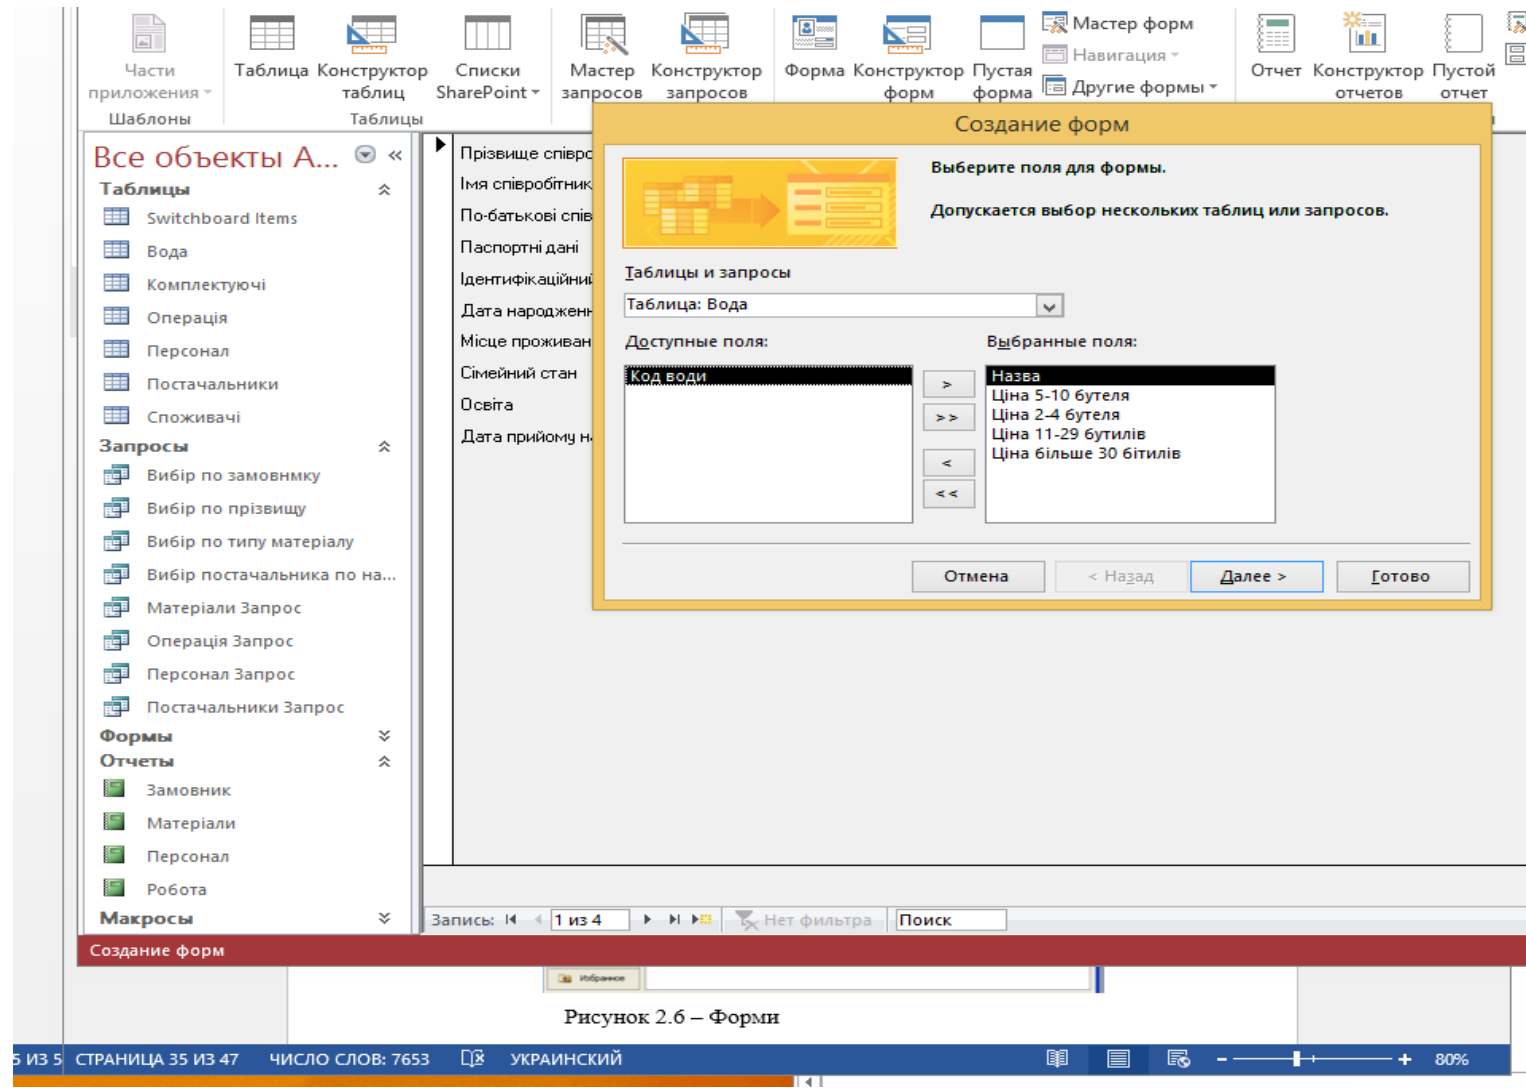 Части приложения
Таблица
Конструктор таблиц
Списки SharePoint
Мастер запросов
Конструктор запросов
Форма
Конструктор форм
Пустая форма
Мастер форм
Навигация
Другие формы
Отчет
Конструктор отчетов
Пустой отчет
Шаблоны
Таблицы
Все объекты А...
«
Таблицы
Switchboard Items
Вода
Комплектуючі
Операція
Персонал
Постачальники
Споживачі
Запросы
Вибір по замовнмку
Вибір по прізвищу
Вибір по типу матеріалу
Вибір постачальника по на...
Матеріали Запрос
Операція Запрос
Персонал Запрос
Постачальники Запрос
Формы
Отчеты
Замовник
Матеріали
Персонал
Робота
Макросы
Прізвище співро
Імя співробітник
По-батькові спів
Паспортні дані
Ідентифікаційний
Дата народженн
Місце проживан
Сімейний стан
Освіта
Дата прийому на
Создание форм
Выберите поля для формы.
Допускается выбор нескольких таблиц или запросов.
Таблицы и запросы
Таблица: Вода
Доступные поля:
Выбранные поля:
Код води
Назва
Ціна 5-10 бутеля
Ціна 2-4 бутеля
Ціна 11-29 бутилів
Ціна більше 30 бітилів
>
>>
<
<<
Отмена
< Назад
Далее >
Готово
Запись:
1 из 4
Нет фильтра
Поиск
Создание форм
Избранное
Рисунок 2.6 – Форми
5 ИЗ 5
СТРАНИЦА 35 ИЗ 47
ЧИСЛО СЛОВ: 7653
УКРАИНСКИЙ
80%